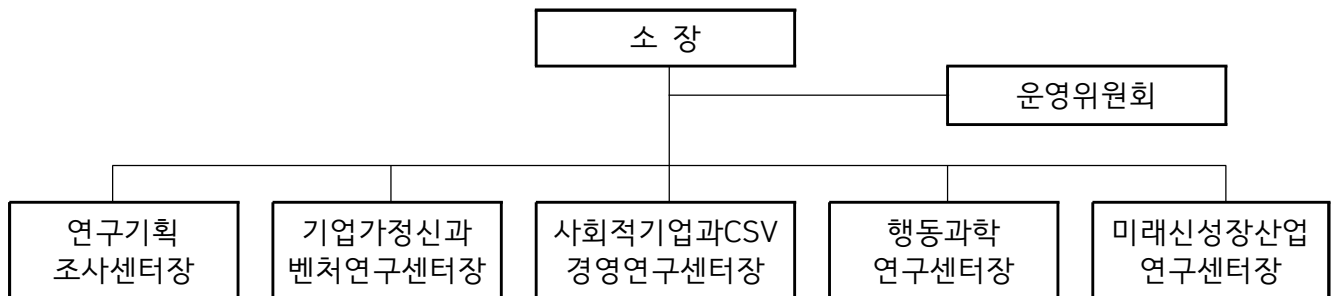 소 장
운영위원회
연구기획
조사센터장
기업가정신과
벤처연구센터장
사회적기업과CSV
경영연구센터장
행동과학
연구센터장
미래신성장산업
연구센터장